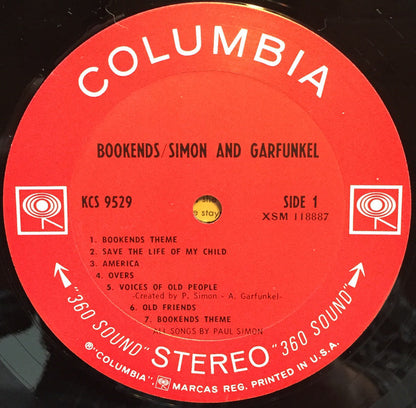 COLUMBIA
BOOKENDS/SIMON AND GARFUNKEL
KCS 9529
SIDE 1
XSM 118887
stay
1. BOOKENDS THEME
2. SAVE THE LIFE OF MY CHILD
3. AMERICA
4. OVERS
5. VOICES OF OLD PEOPLE
-Created by P. Simon - A. Garfunkel-
6. OLD FRIENDS
7. BOOKENDS THEME
ALL SONGS BY PAUL SIMON
"360 SOUND" STEREO "360 SOUND"
℗"COLUMBIA", MARCAS REG. PRINTED IN U.S.A.